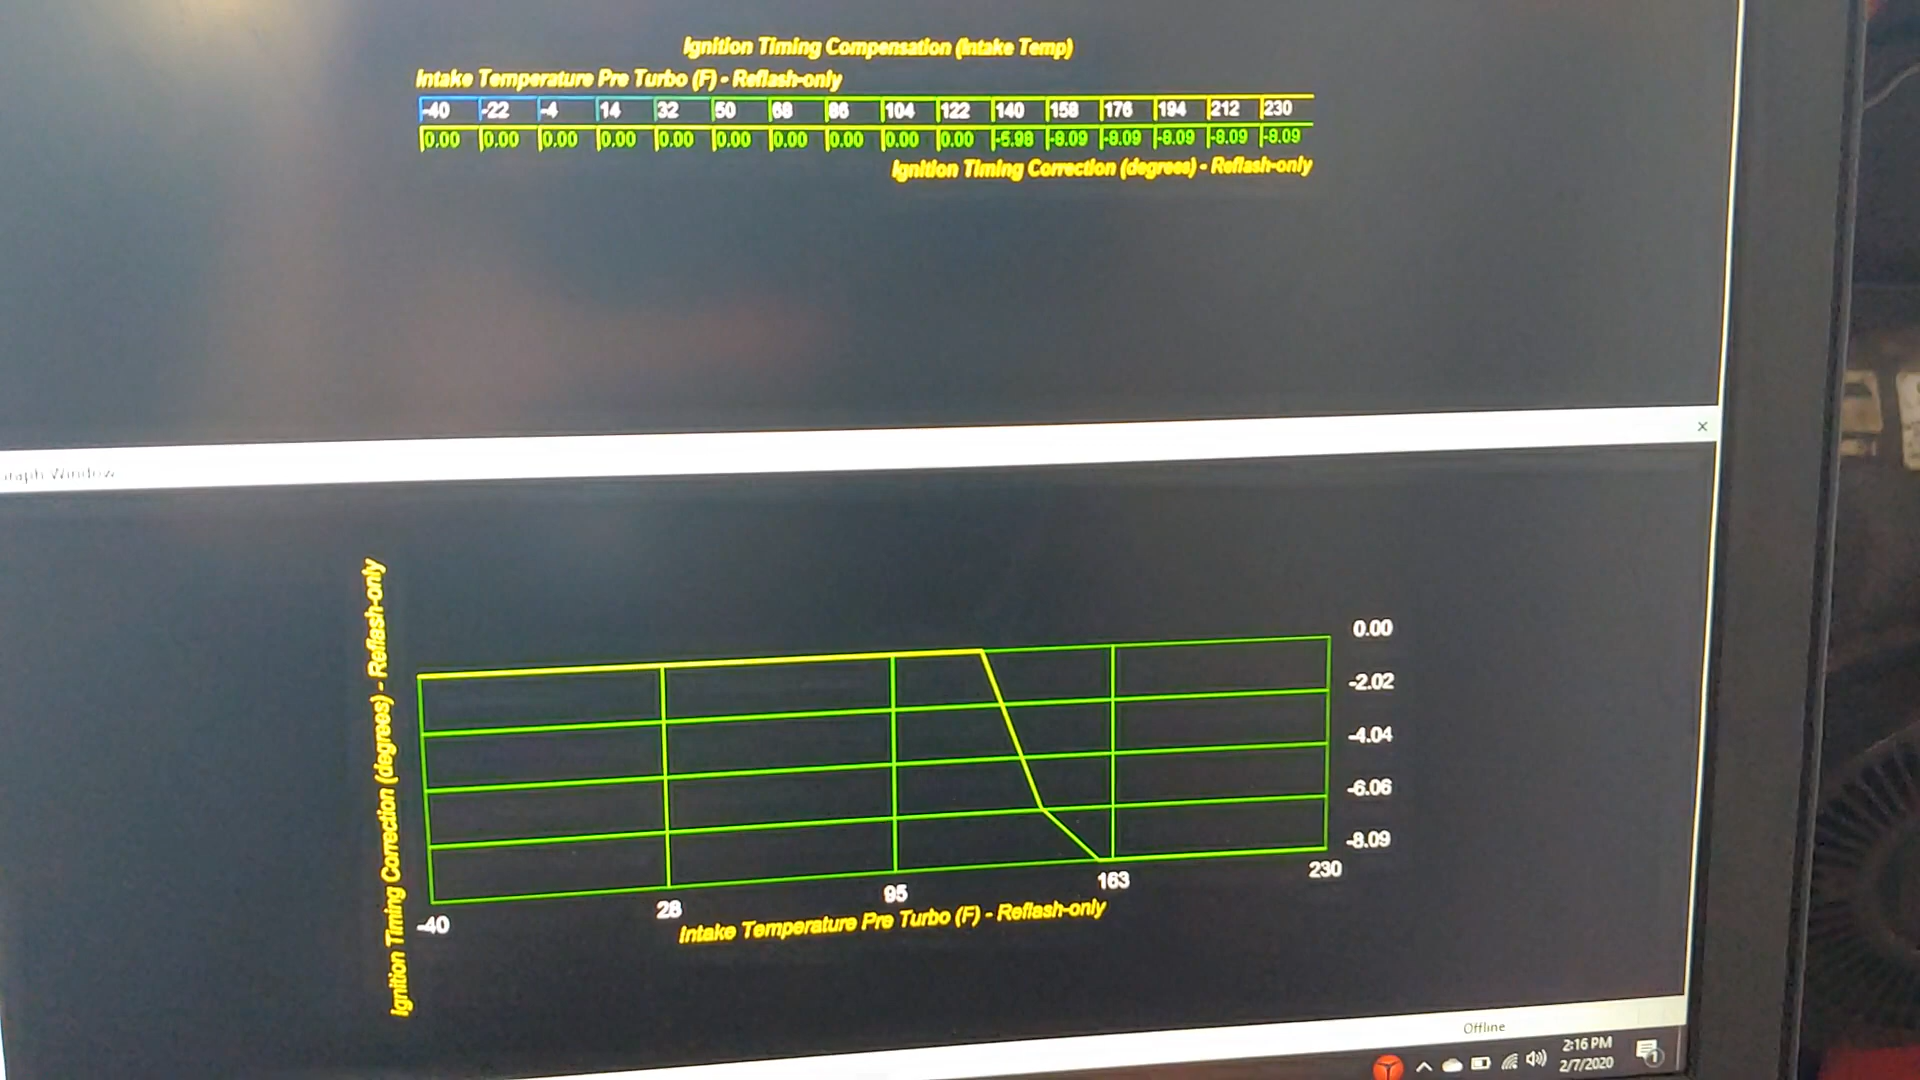 Ignition Timing Compensation (Intake Temp)
Intake Temperature Pre Turbo (F) - Reflash-only
-40 -22 -4 14 32 50 68 86 104 122 140 158 176 194 212 230
0.00 0.00 0.00 0.00 0.00 0.00 0.00 0.00 0.00 0.00 -5.98 -8.09 -8.09 -8.09 -8.09 -8.09
Ignition Timing Correction (degrees) - Reflash-only
raph Window
Ignition Timing Correction (degrees) - Reflash-only
0.00
-2.02
-4.04
-6.06
-8.09
-40 28 95 163 230
Intake Temperature Pre Turbo (F) - Reflash-only
Offline
2:16 PM
2/7/2020
1